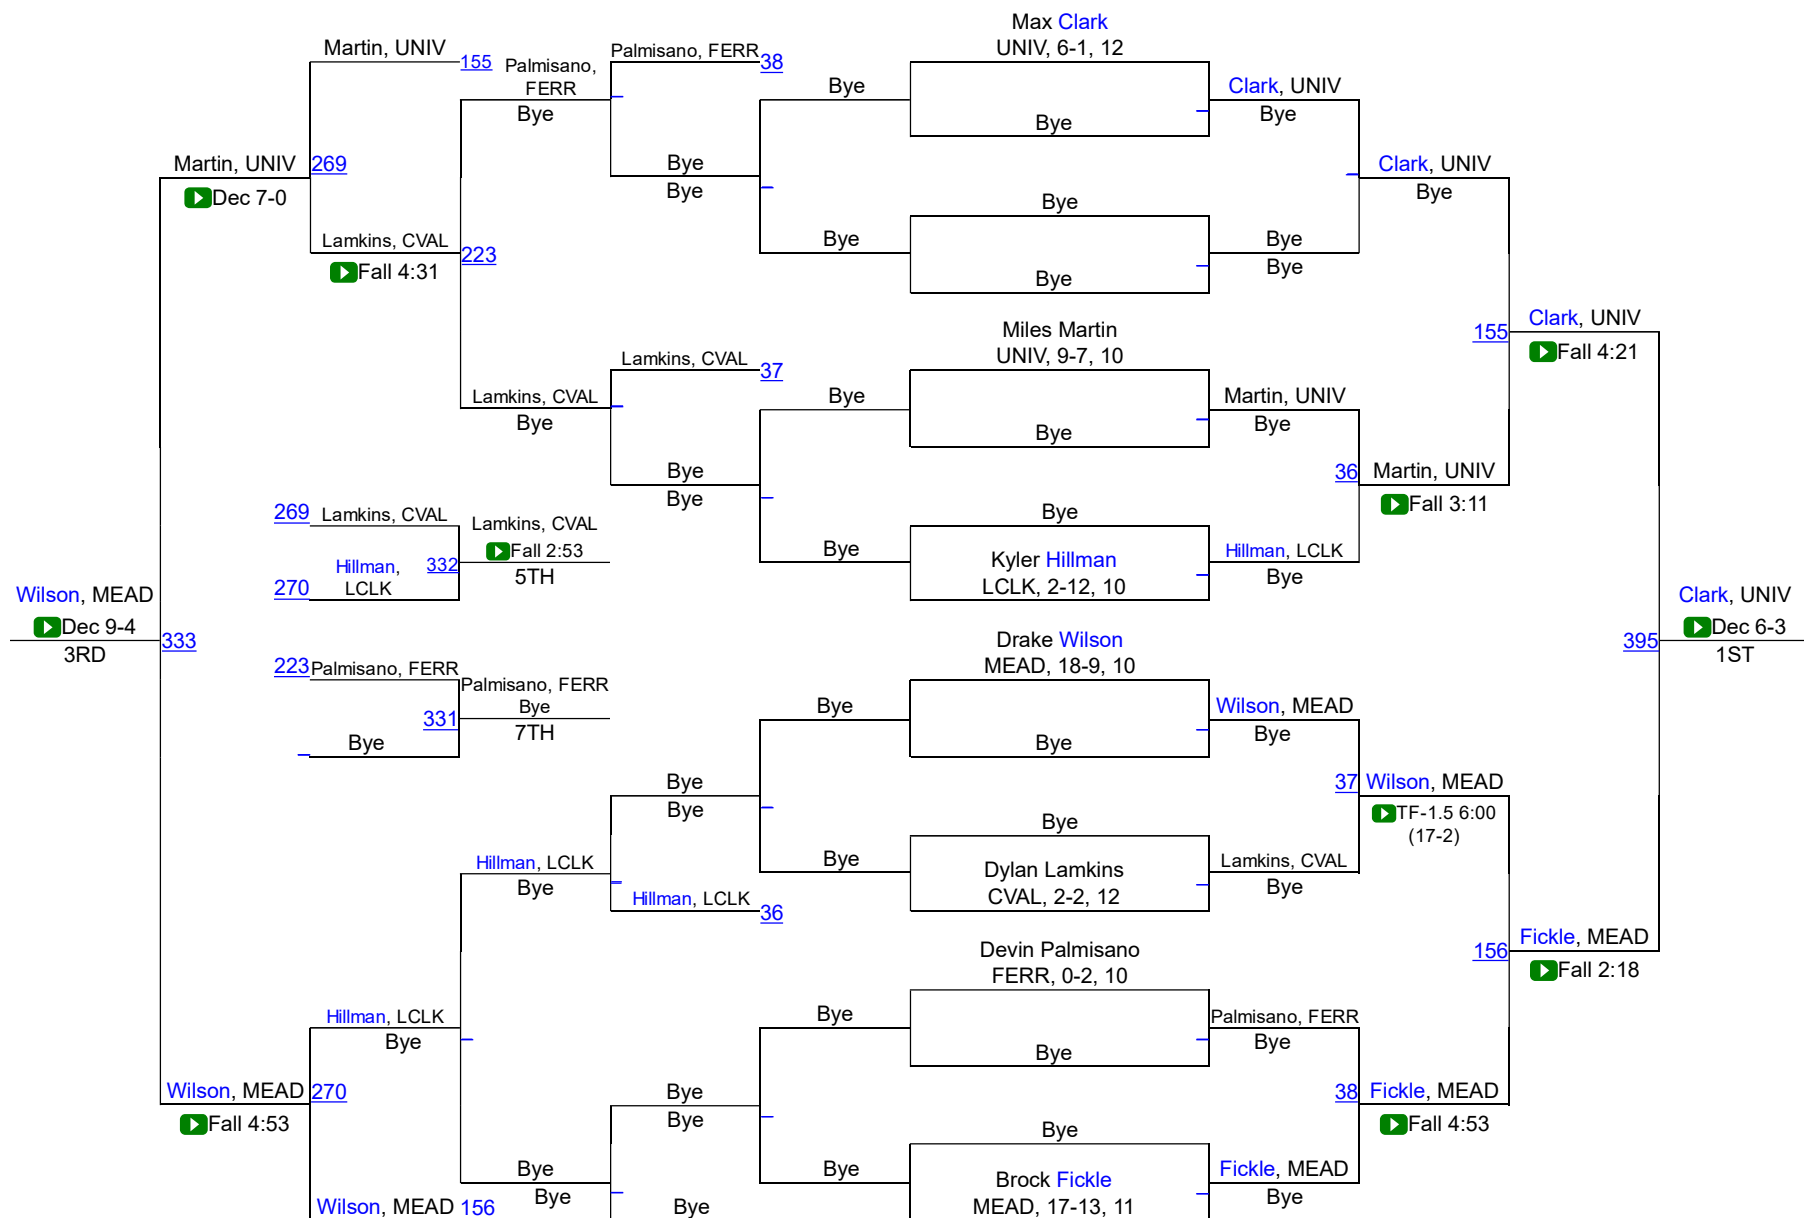 Max Clark
UNIV, 6-1, 12
Martin, UNIV
155
Palmisano,
FERR
Bye
Palmisano, FERR
38
Bye
Bye
Clark, UNIV
Bye
Martin, UNIV
269
Dec 7-0
Bye
Bye
Clark, UNIV
Bye
Lamkins, CVAL
223
Fall 4:31
Bye
Bye
Bye
Bye
Bye
Miles Martin
UNIV, 9-7, 10
155
Clark, UNIV
Fall 4:21
Lamkins, CVAL
37
Lamkins, CVAL
Bye
Bye
Bye
Martin, UNIV
Bye
Bye
Bye
36
Martin, UNIV
Fall 3:11
269
Lamkins, CVAL
Lamkins, CVAL
Fall 2:53
5TH
Hillman,
LCLK
332
270
Bye
Bye
Kyler Hillman
LCLK, 2-12, 10
Hillman, LCLK
Bye
Wilson, MEAD
Dec 9-4
3RD
333
Clark, UNIV
Dec 6-3
1ST
395
Drake Wilson
MEAD, 18-9, 10
223
Palmisano, FERR
Palmisano, FERR
Bye
7TH
331
Bye
Bye
Bye
Wilson, MEAD
Bye
Bye
Bye
37
Wilson, MEAD
TF-1.5 6:00
(17-2)
Bye
Hillman, LCLK
Bye
Bye
Dylan Lamkins
CVAL, 2-2, 12
Lamkins, CVAL
Bye
Hillman, LCLK
36
Devin Palmisano
FERR, 0-2, 10
156
Fickle, MEAD
Fall 2:18
Hillman, LCLK
Bye
Bye
Bye
Palmisano, FERR
Bye
Wilson, MEAD
270
Fall 4:53
Bye
Bye
38
Fickle, MEAD
Fall 4:53
Bye
Bye
Bye
Bye
Brock Fickle
MEAD, 17-13, 11
Fickle, MEAD
Bye
Wilson, MEAD
156
Bye